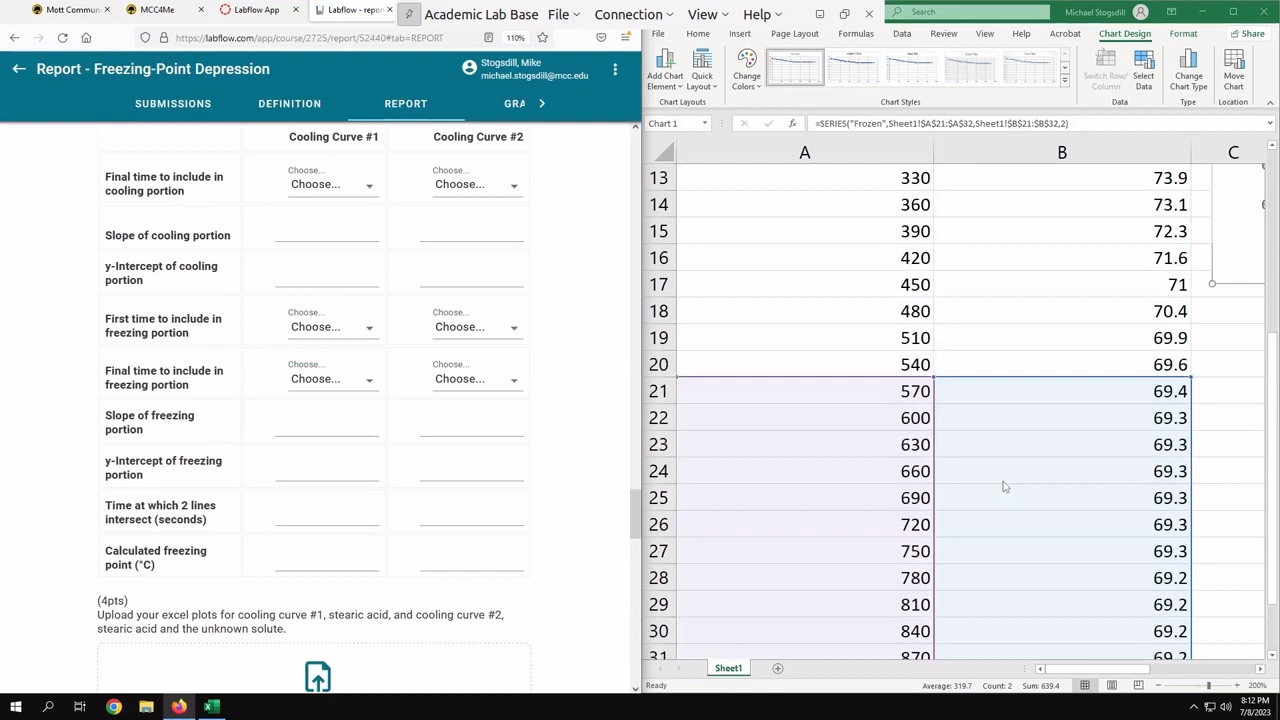 Mott Commun
MCC4Me
Labflow App
Labflow - report
Academic Lab Base
File
Connection
View
Help
Search
Michael Stogsdill
https://labflow.com/app/course/2725/report/52440#tab=REPORT
110%
File
Home
Insert
Page Layout
Formulas
Data
Review
View
Help
Acrobat
Chart Design
Format
Share
Report - Freezing-Point Depression
Stogsdill, Mike
michael.stogsdill@mcc.edu
SUBMISSIONS
DEFINITION
REPORT
GRA
Add Chart Element
Quick Layout
Change Colors
Switch Row/ Column
Select Data
Change Chart Type
Move Chart
Chart Layouts
Chart Styles
Data
Type
Location
Chart 1
=SERIES("Frozen",Sheet1!$A$21:$A$32,Sheet1!$B$21:$B$32,2)
Cooling Curve #1
Cooling Curve #2
Final time to include in cooling portion
Choose...
Choose...
Choose...
Choose...
Slope of cooling portion
y-Intercept of cooling portion
First time to include in freezing portion
Choose...
Choose...
Choose...
Choose...
Final time to include in freezing portion
Choose...
Choose...
Choose...
Choose...
Slope of freezing portion
y-Intercept of freezing portion
Time at which 2 lines intersect (seconds)
Calculated freezing point (°C)
(4pts)
Upload your excel plots for cooling curve #1, stearic acid, and cooling curve #2,
stearic acid and the unknown solute.
A B C
13 330 73.9
14 360 73.1
15 390 72.3
16 420 71.6
17 450 71
18 480 70.4
19 510 69.9
20 540 69.6
21 570 69.4
22 600 69.3
23 630 69.3
24 660 69.3
25 690 69.3
26 720 69.3
27 750 69.3
28 780 69.2
29 810 69.2
30 840 69.2
31 870 69.2
Sheet1
Ready
Average: 319.7
Count: 2
Sum: 639.4
200%
8:12 PM
7/8/2023